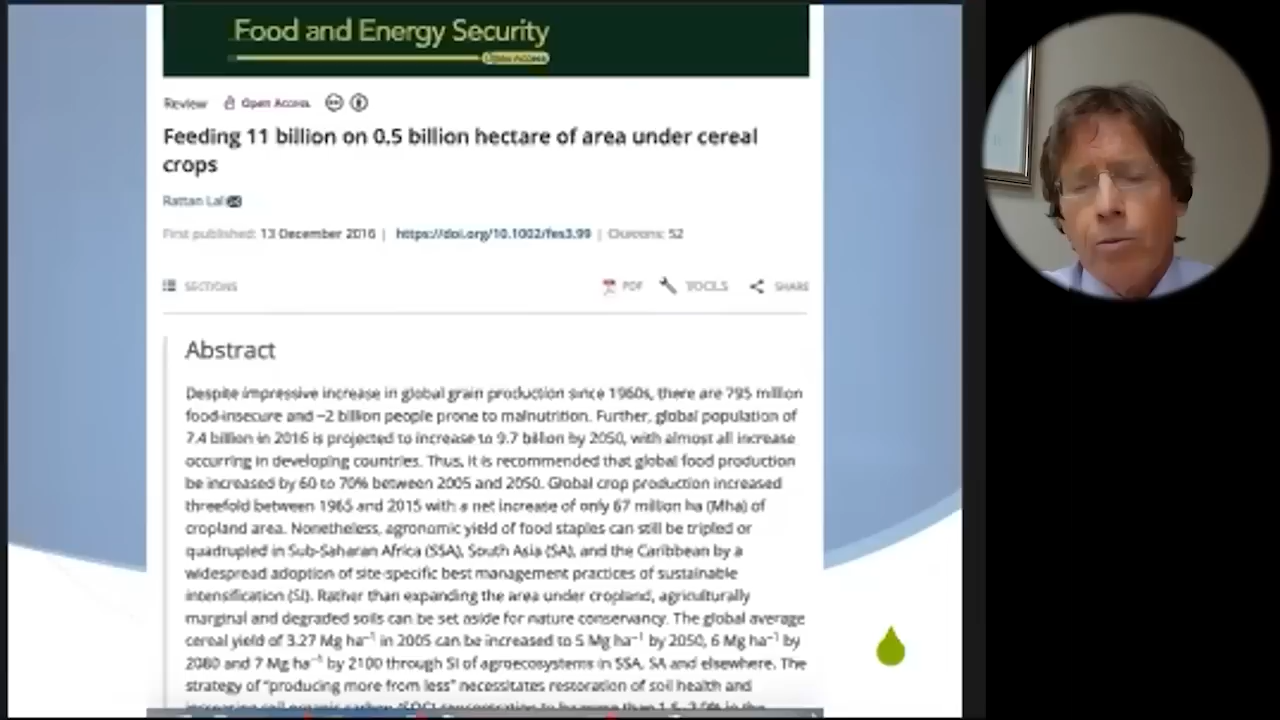 Food and Energy Security
Open Access
Review Open Access
Feeding 11 billion on 0.5 billion hectare of area under cereal
crops
Rattan Lal
First published: 13 December 2016 | https://doi.org/10.1002/fes3.99 | Citations: 52
SECTIONS PDF TOOLS SHARE
Abstract
Despite impressive increase in global grain production since 1960s, there are 795 million
food-insecure and ~2 billion people prone to malnutrition. Further, global population of
7.4 billion in 2016 is projected to increase to 9.7 billion by 2050, with almost all increase
occurring in developing countries. Thus, it is recommended that global food production
be increased by 60 to 70% between 2005 and 2050. Global crop production increased
threefold between 1965 and 2015 with a net increase of only 67 million ha (Mha) of
cropland area. Nonetheless, agronomic yield of food staples can still be tripled or
quadrupled in Sub-Saharan Africa (SSA), South Asia (SA), and the Caribbean by a
widespread adoption of site-specific best management practices of sustainable
intensification (SI). Rather than expanding the area under cropland, agriculturally
marginal and degraded soils can be set aside for nature conservancy. The global average
cereal yield of 3.27 Mg ha⁻¹ in 2005 can be increased to 5 Mg ha⁻¹ by 2050, 6 Mg ha⁻¹ by
2080 and 7 Mg ha⁻¹ by 2100 through SI of agroecosystems in SSA, SA and elsewhere. The
strategy of "producing more from less" necessitates restoration of soil health and
increasing soil organic carbon (SOC) concentration to